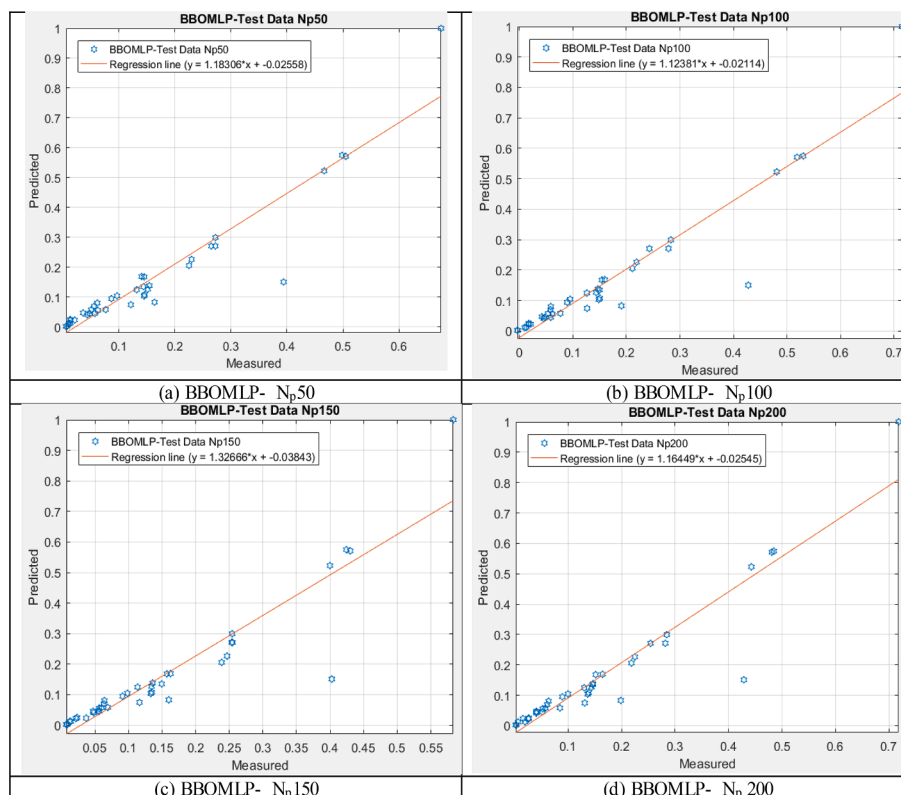 BBOMLP-Test Data Np50
BBOMLP-Test Data Np50
Regression line (y = 1.18306*x + -0.02558)
Predicted
1
0.9
0.8
0.7
0.6
0.5
0.4
0.3
0.2
0.1
0
0.1 0.2 0.3 0.4 0.5 0.6
Measured
(a) BBOMLP- Np50
BBOMLP-Test Data Np100
BBOMLP-Test Data Np100
Regression line (y = 1.12381*x + -0.02114)
Predicted
1
0.9
0.8
0.7
0.6
0.5
0.4
0.3
0.2
0.1
0
0 0.1 0.2 0.3 0.4 0.5 0.6 0.7
Measured
(b) BBOMLP- Np100
BBOMLP-Test Data Np150
BBOMLP-Test Data Np150
Regression line (y = 1.32666*x + -0.03843)
Predicted
1
0.9
0.8
0.7
0.6
0.5
0.4
0.3
0.2
0.1
0
0.05 0.1 0.15 0.2 0.25 0.3 0.35 0.4 0.45 0.5 0.55
Measured
(c) BBOMLP- Np150
BBOMLP-Test Data Np200
BBOMLP-Test Data Np200
Regression line (y = 1.16449*x + -0.02545)
Predicted
1
0.9
0.8
0.7
0.6
0.5
0.4
0.3
0.2
0.1
0
0.1 0.2 0.3 0.4 0.5 0.6 0.7
Measured
(d) BBOMLP- Np 200